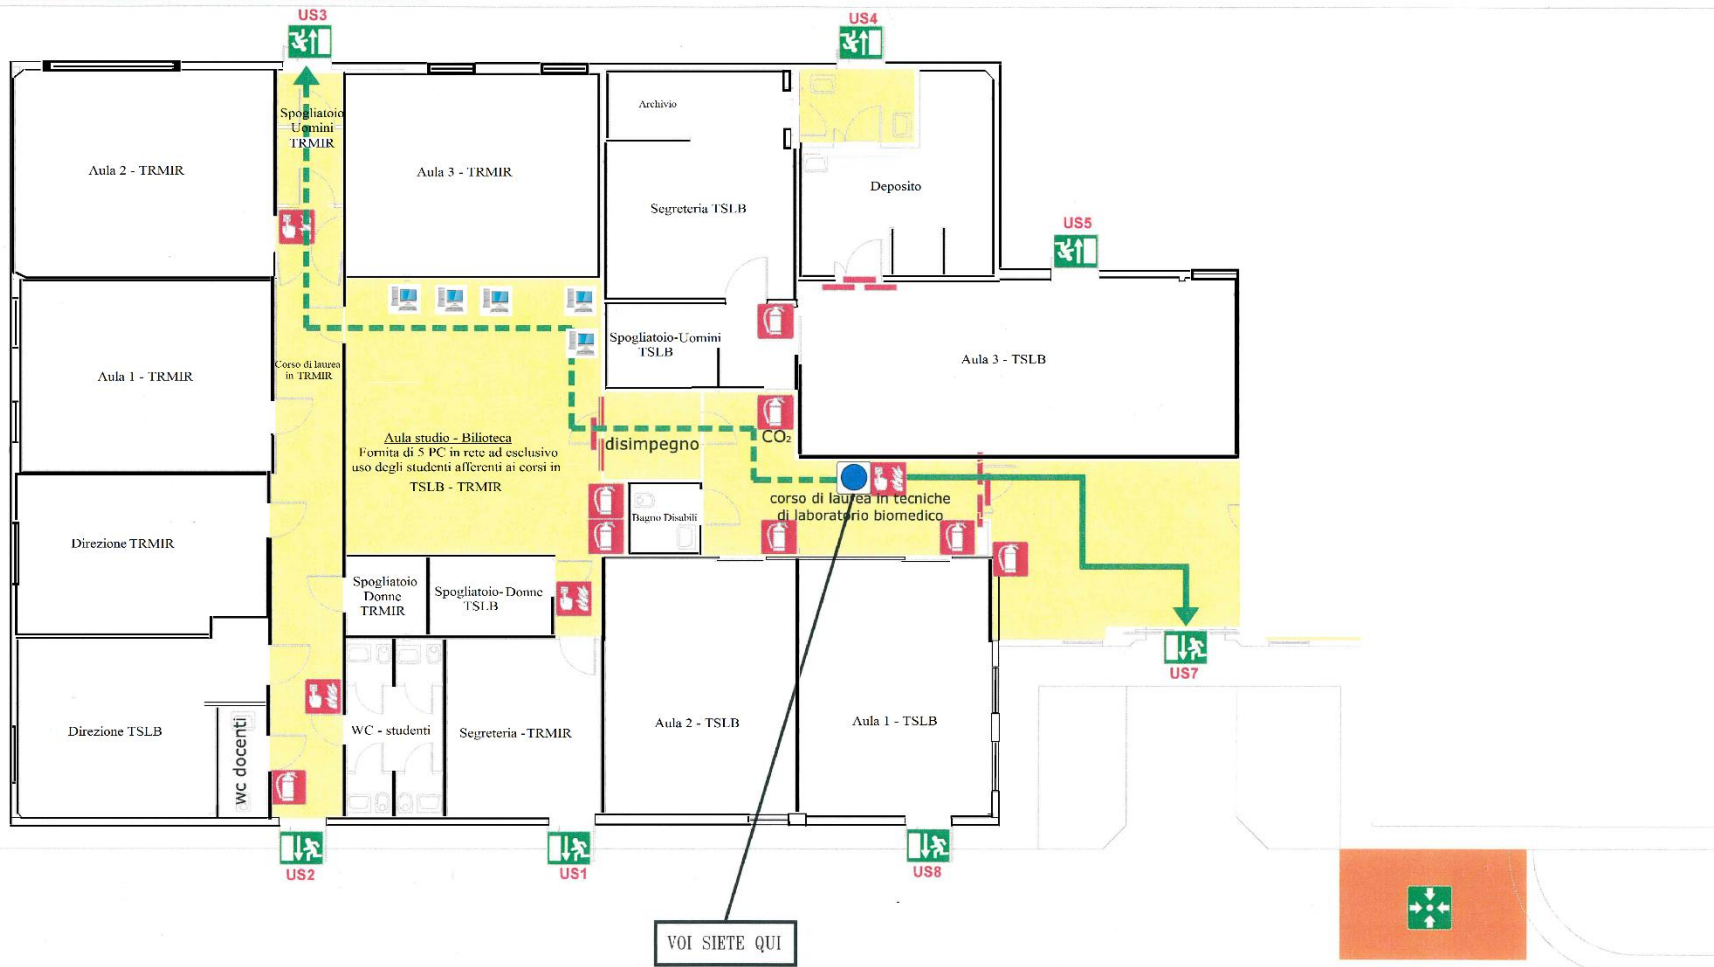 US3
US4
Spogliatoio
Uomini
TRMIR
Archivio
Aula 2 - TRMIR
Aula 3 - TRMIR
Deposito
Segreteria TSLB
US5
Corso di laurea
in TRMIR
Spogliatoio-Uomini
TSLB
Aula 3 - TSLB
Aula 1 - TRMIR
Aula studio - Bilioteca
Fornita di 5 PC in rete ad esclusivo
uso degli studenti afferenti ai corsi in
TSLB - TRMIR
disimpegno
CO₂
corso di laurea in tecniche
di laboratorio biomedico
Bagno Disabili
Direzione TRMIR
Spogliatoio
Donne
TRMIR
Spogliatoio-Donne
TSLB
US7
Direzione TSLB
wc docenti
WC - studenti
Segreteria -TRMIR
Aula 2 - TSLB
Aula 1 - TSLB
US2
US1
US8
VOI SIETE QUI